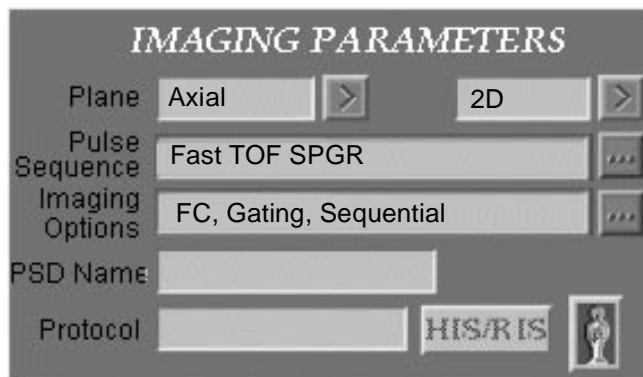 IMAGING PARAMETERS
Plane Axial > 2D >
Pulse Sequence Fast TOF SPGR ...
Imaging Options FC, Gating, Sequential ...
PSD Name
Protocol HIS/RIS